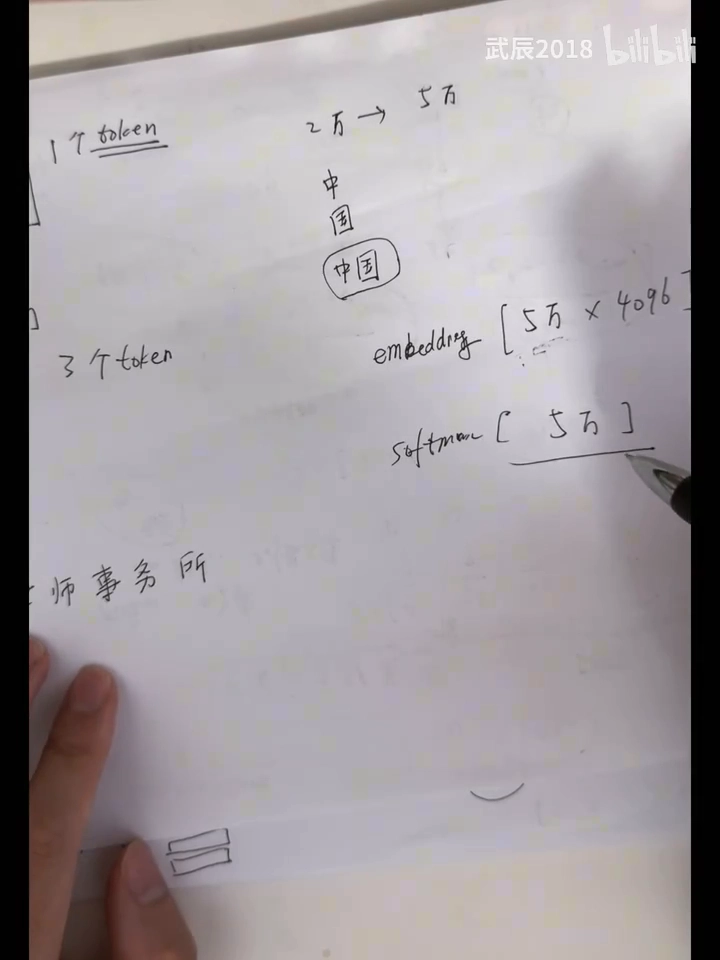 武辰2018 bilibili
1个token
2万→ 5万
中
国
中国
embedding [5万×4096]
3个token
softmax [ 5万 ]
师事务所